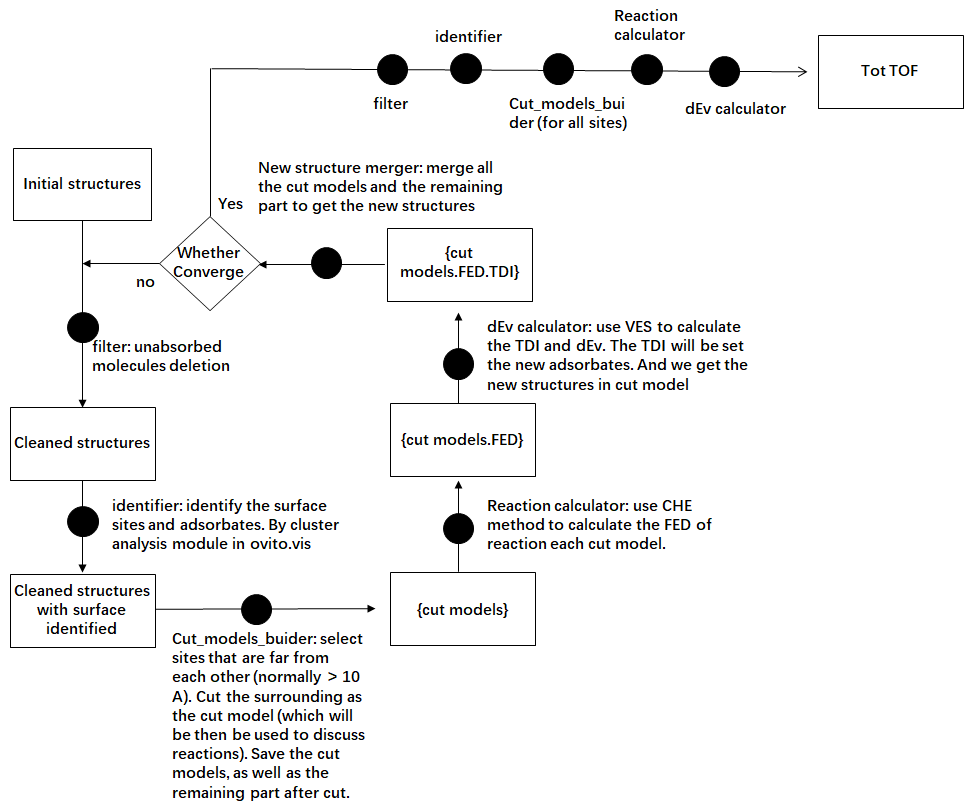 Reaction
calculator
identifier
Tot TOF
filter
Cut_models_bui
der (for all sites)
dEv calculator
New structure merger: merge all
the cut models and the remaining
part to get the new structures
Initial structures
Yes
Whether
Converge
no
{cut
models.FED.TDI}
filter: unabsorbed
molecules deletion
dEv calculator: use VES to calculate
the TDI and dEv. The TDI will be set
the new adsorbates. And we get the
new structures in cut model
Cleaned structures
{cut models.FED}
identifier: identify the surface
sites and adsorbates. By cluster
analysis module in ovito.vis
Reaction calculator: use CHE
method to calculate the FED of
reaction each cut model.
Cleaned structures
with surface
identified
{cut models}
Cut_models_buider: select
sites that are far from
each other (normally > 10
A). Cut the surrounding as
the cut model (which will
be then be used to discuss
reactions). Save the cut
models, as well as the
remaining part after cut.